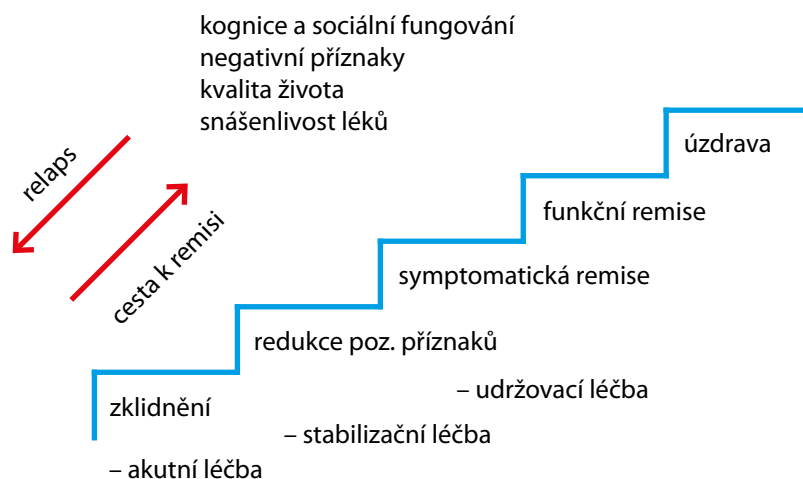 kognice a sociální fungování
negativní příznaky
kvalita života
snášenlivost léků
relaps
cesta k remisi
úzdrava
funkční remise
symptomatická remise
redukce poz. příznaků
zklidnění
– udržovací léčba
– stabilizační léčba
– akutní léčba